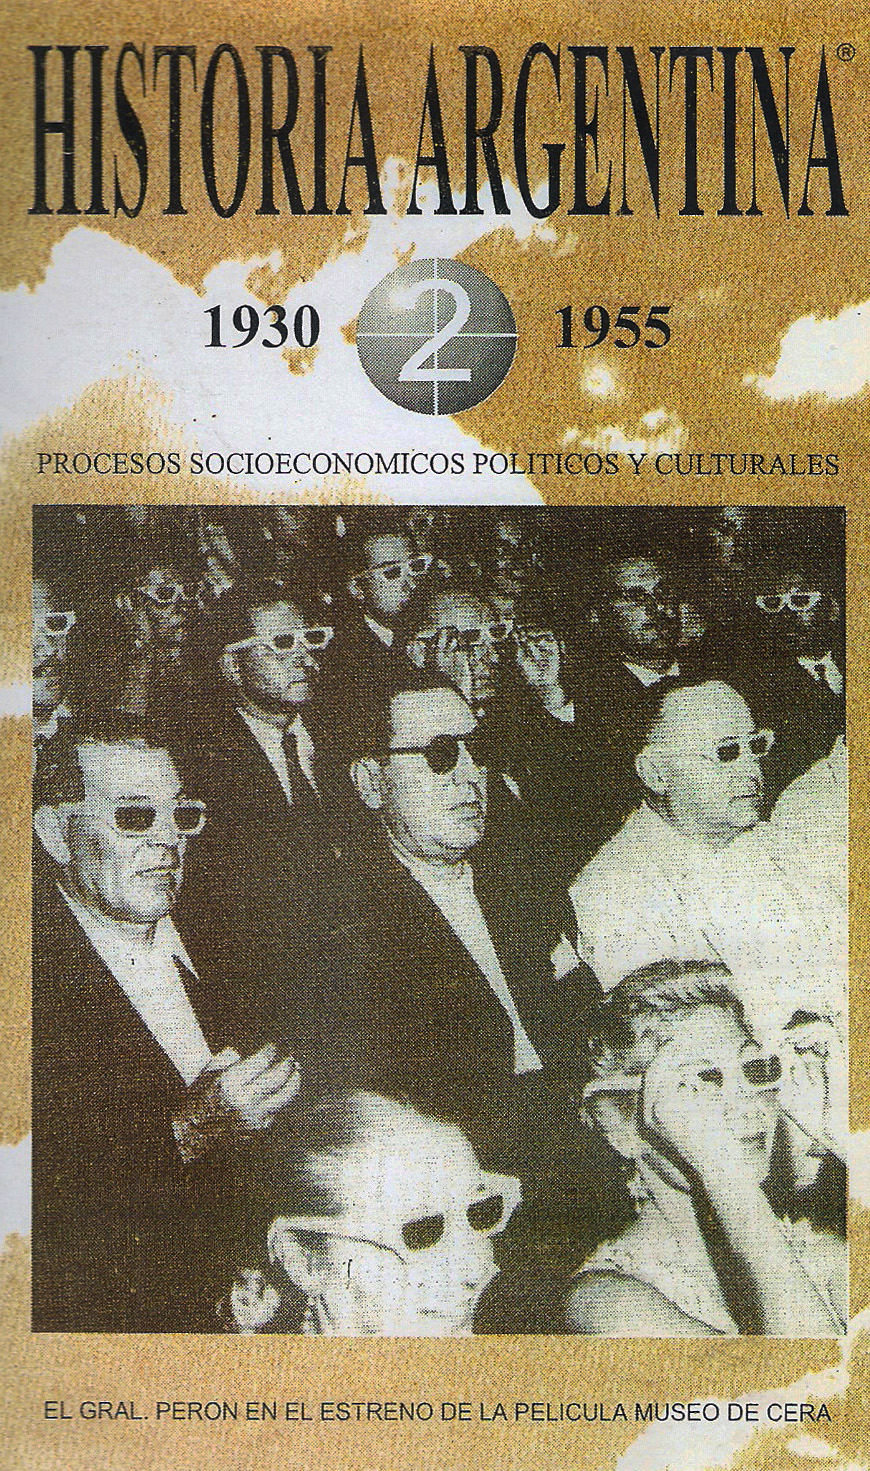 HISTORIA ARGENTINA®
1930 2 1955
PROCESOS SOCIOECONOMICOS POLITICOS Y CULTURALES
EL GRAL. PERON EN EL ESTRENO DE LA PELICULA MUSEO DE CERA